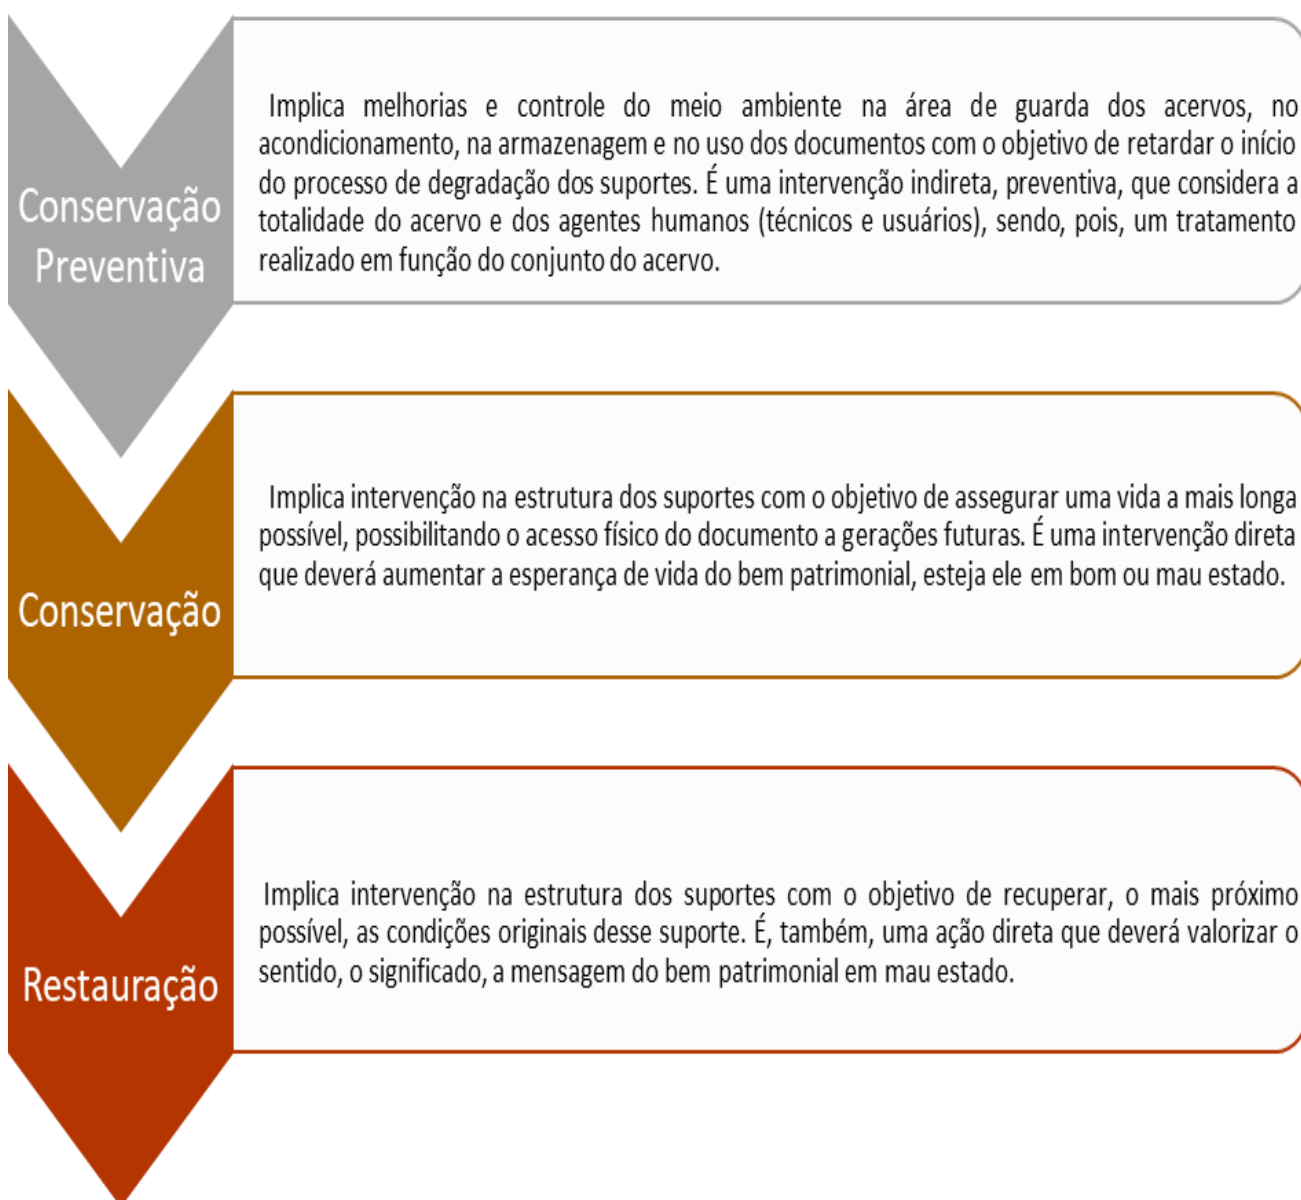 Conservação
Preventiva
Implica melhorias e controle do meio ambiente na área de guarda dos acervos, no
acondicionamento, na armazenagem e no uso dos documentos com o objetivo de retardar o início
do processo de degradação dos suportes. É uma intervenção indireta, preventiva, que considera a
totalidade do acervo e dos agentes humanos (técnicos e usuários), sendo, pois, um tratamento
realizado em função do conjunto do acervo.
Conservação
Implica intervenção na estrutura dos suportes com o objetivo de assegurar uma vida a mais longa
possível, possibilitando o acesso físico do documento a gerações futuras. É uma intervenção direta
que deverá aumentar a esperança de vida do bem patrimonial, esteja ele em bom ou mau estado.
Restauração
Implica intervenção na estrutura dos suportes com o objetivo de recuperar, o mais próximo
possível, as condições originais desse suporte. É, também, uma ação direta que deverá valorizar o
sentido, o significado, a mensagem do bem patrimonial em mau estado.